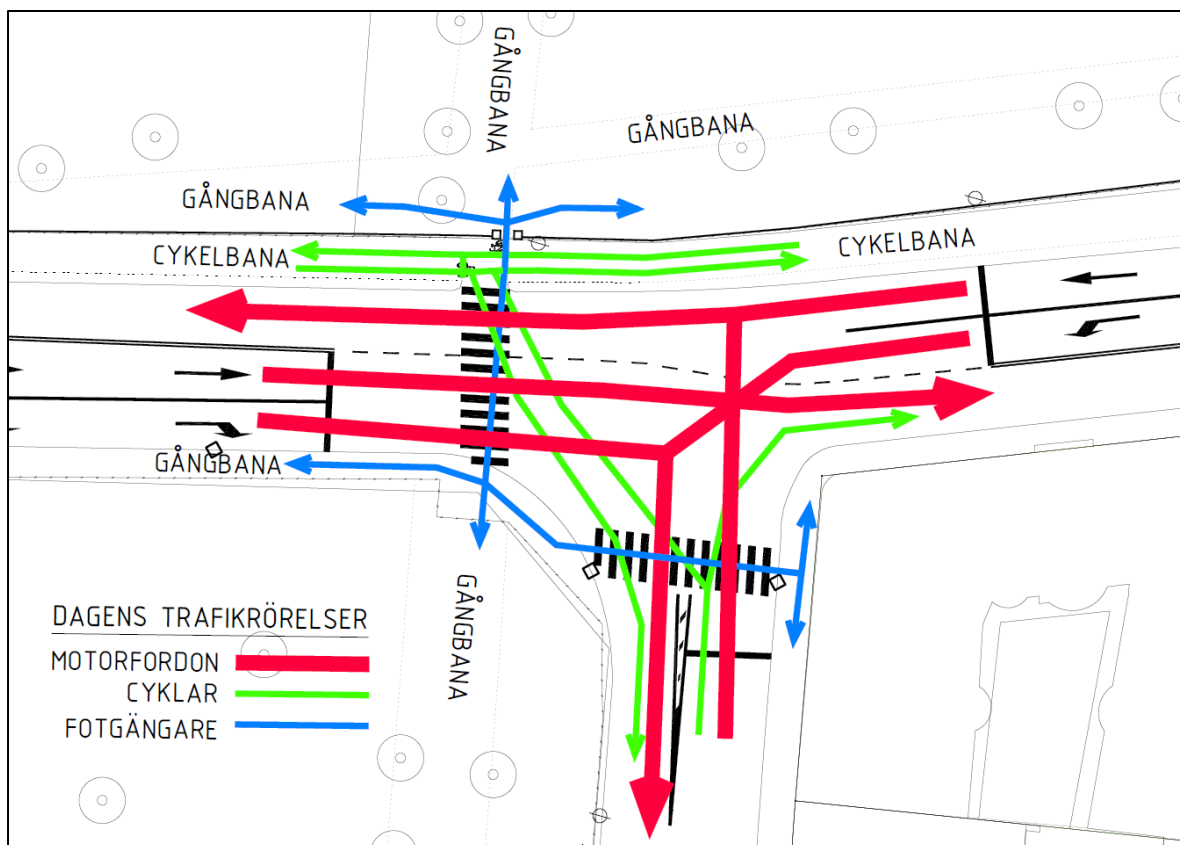 GÅNGBANA
GÅNGBANA
GÅNGBANA
CYKELBANA
CYKELBANA
GÅNGBANA
GÅNGBANA
DAGENS TRAFIKRÖRELSER
MOTORFORDON
CYKLAR
FOTGÄNGARE